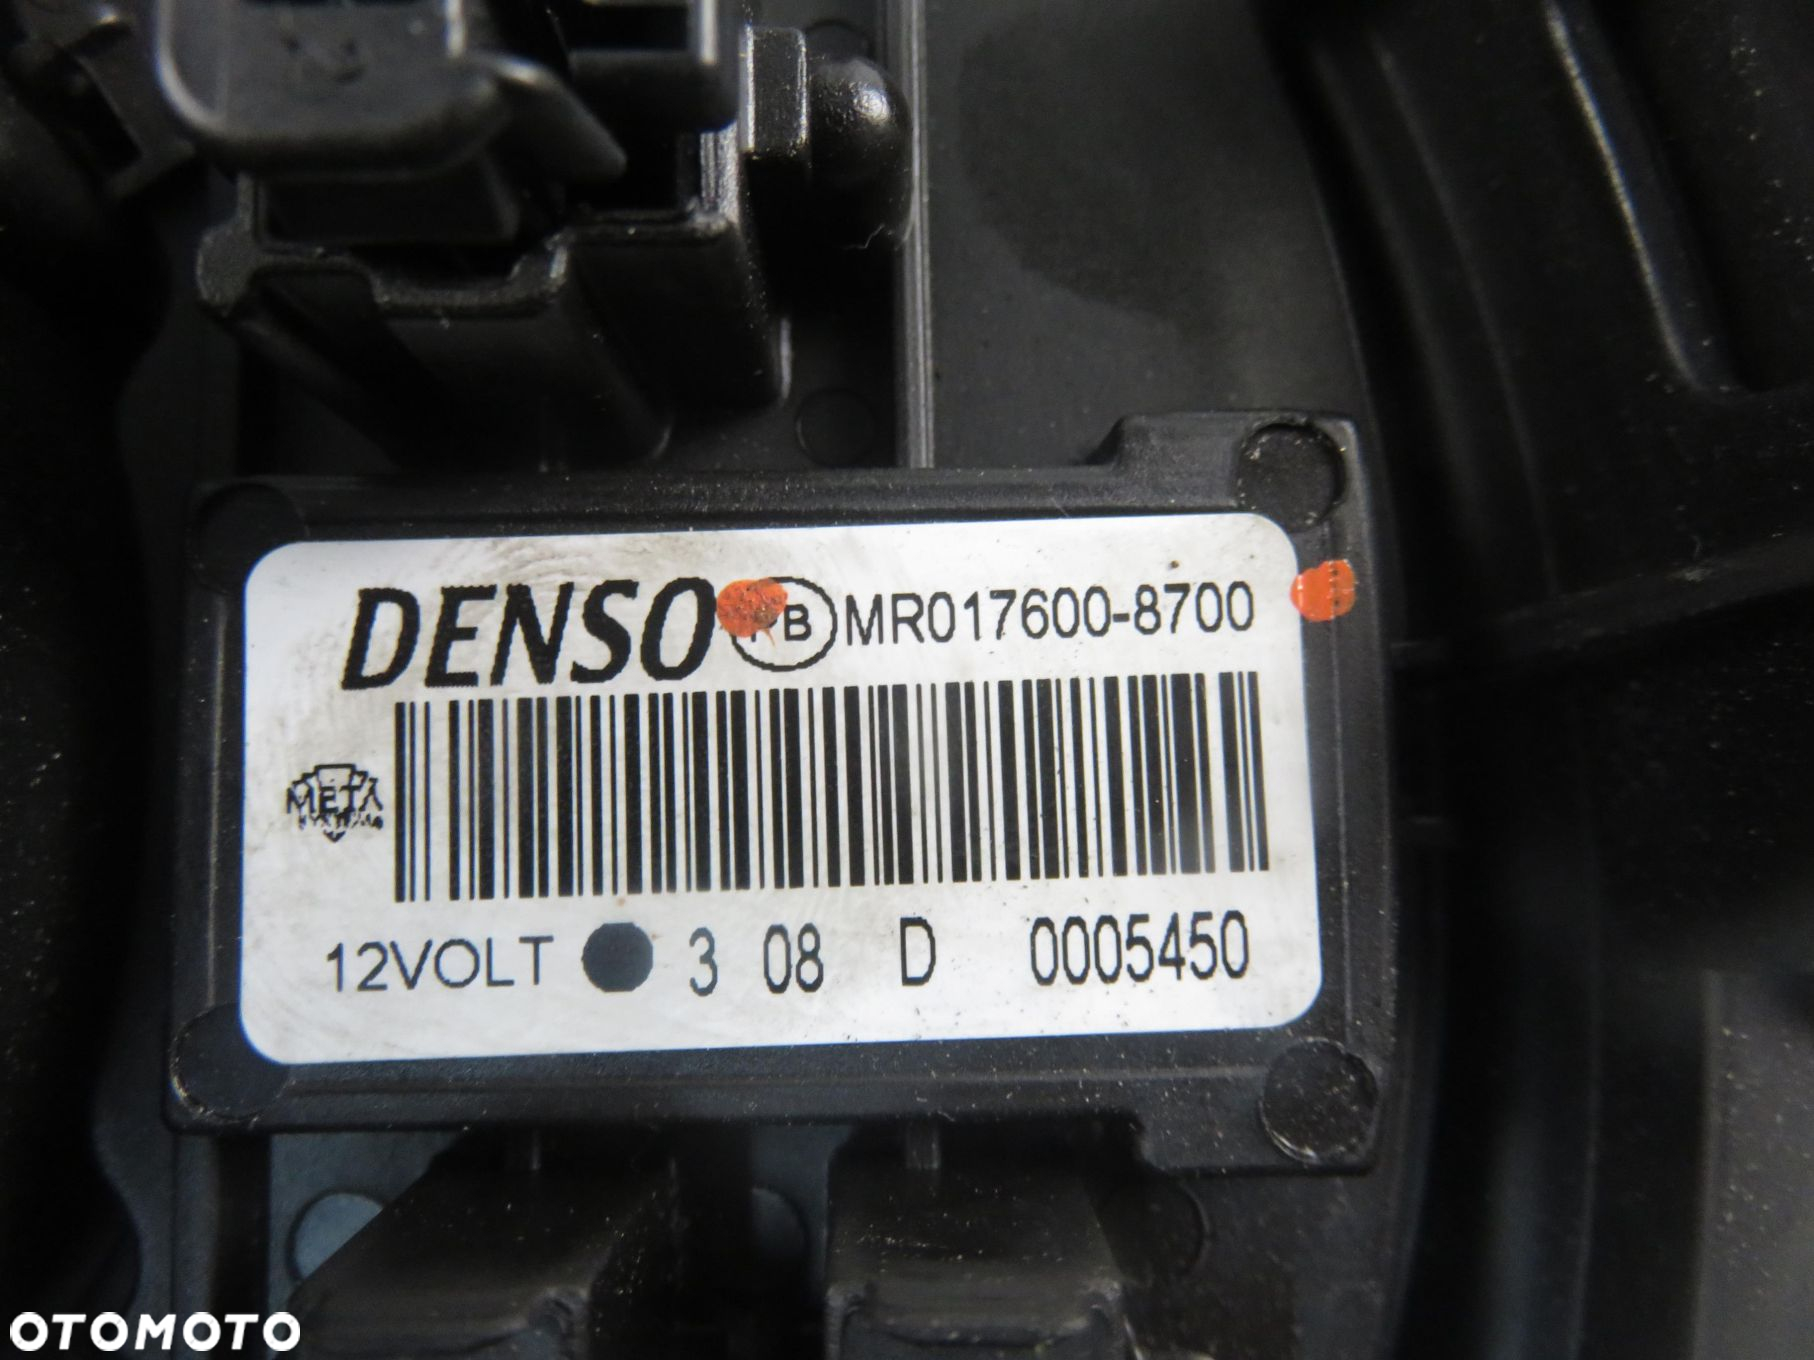 DENSO B MR017600-8700
META
12VOLT 3 08 D 0005450
OTOMOTO